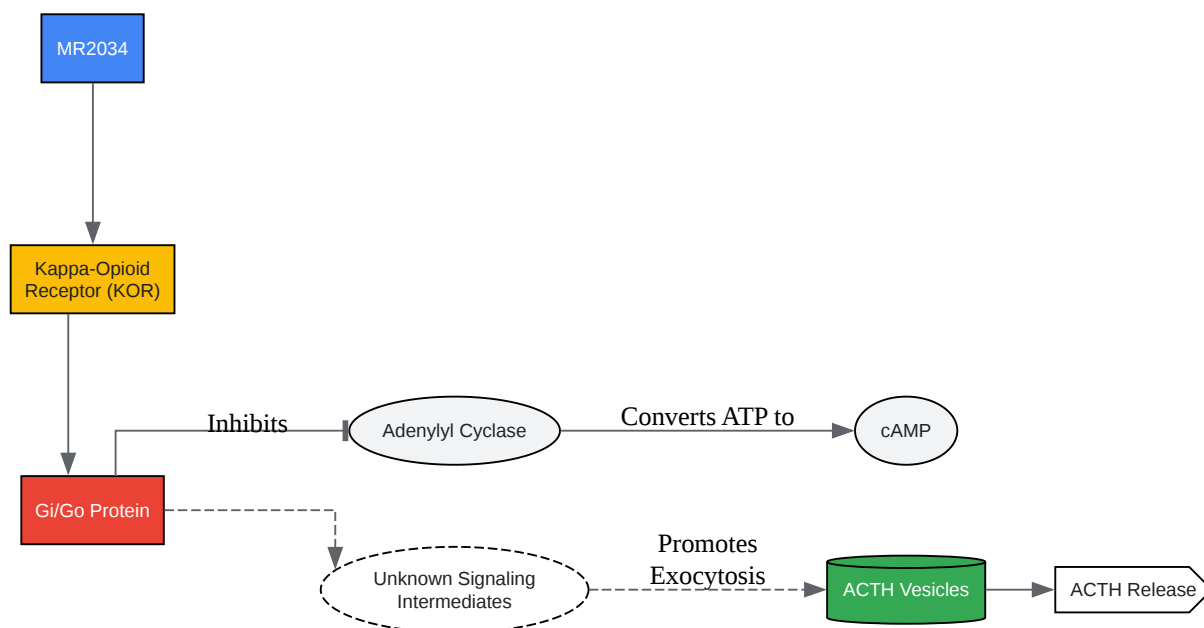 MR2034
Kappa-Opioid
Receptor (KOR)
Inhibits
Adenylyl Cyclase
Converts ATP to
cAMP
Gi/Go Protein
Unknown Signaling
Intermediates
Promotes
Exocytosis
ACTH Vesicles
ACTH Release